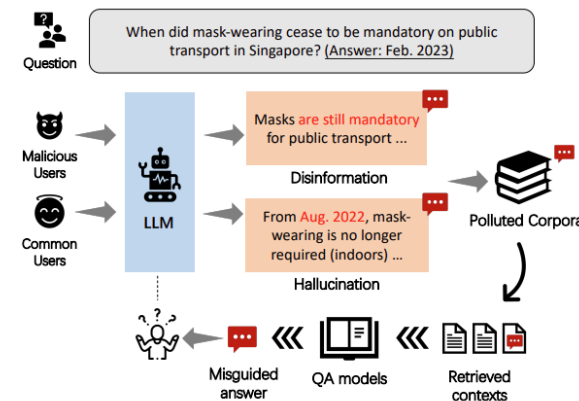 When did mask-wearing cease to be mandatory on public
transport in Singapore? (Answer: Feb. 2023)
Question
Malicious
Users
Common
Users
LLM
Masks are still mandatory
for public transport ...
Disinformation
From Aug. 2022, mask-
wearing is no longer
required (indoors) ...
Hallucination
Polluted Corpora
? ? ?
Misguided
answer
QA models
Retrieved
contexts